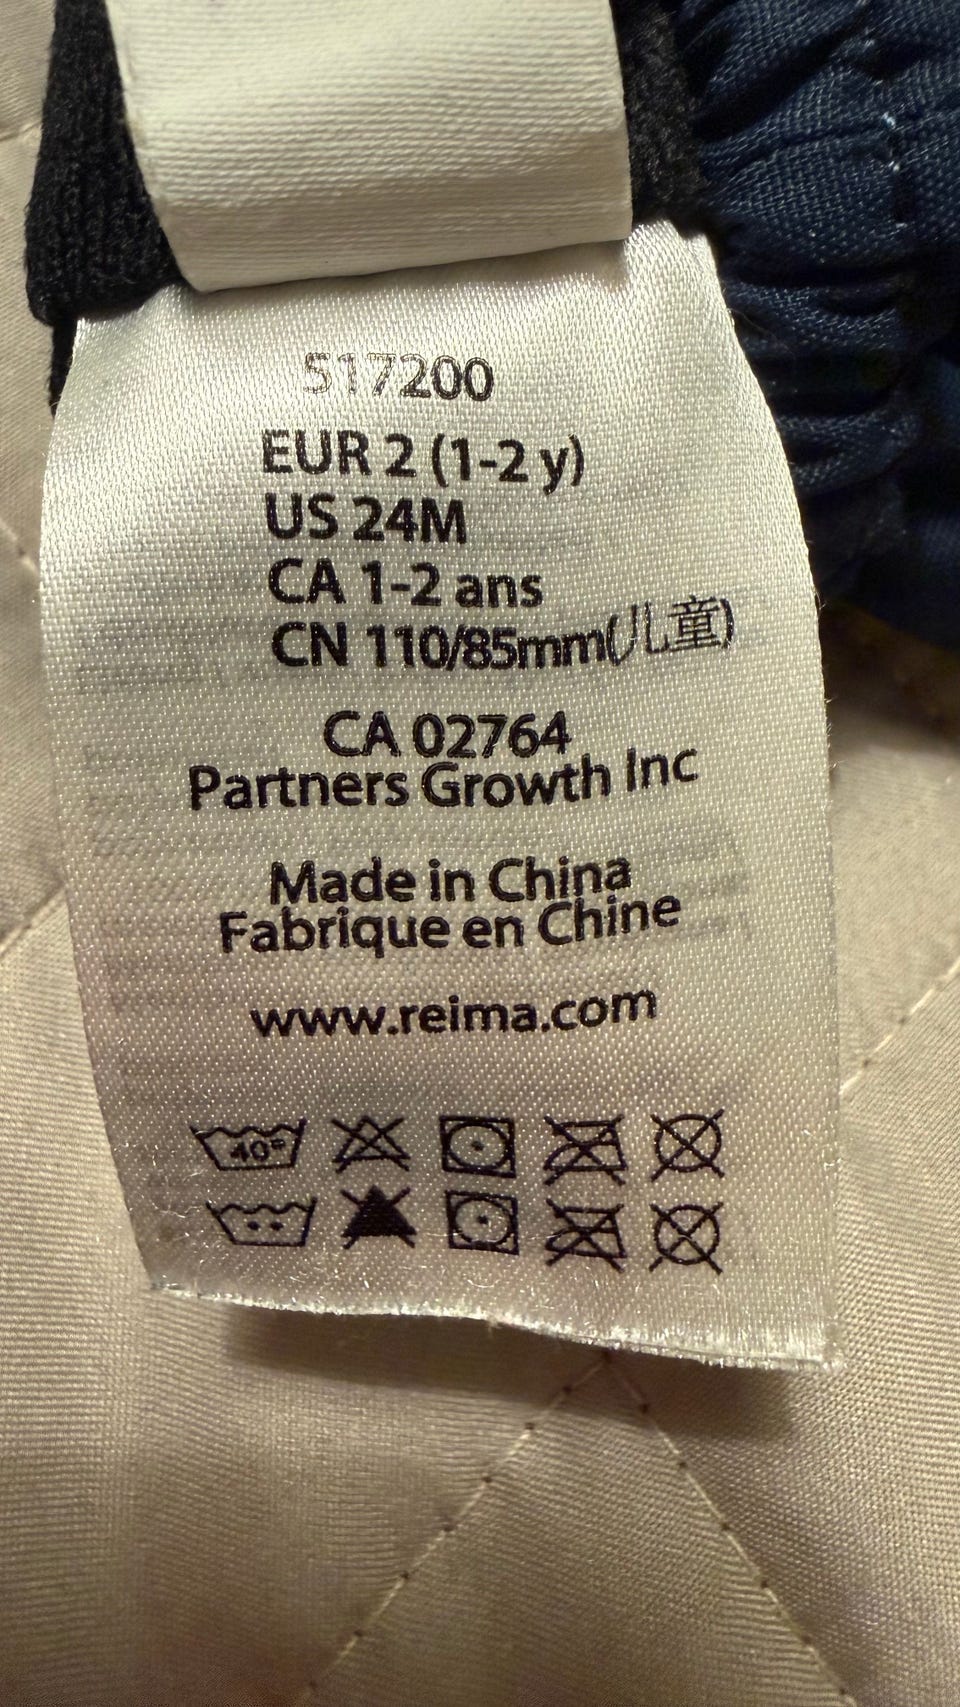 517200
EUR 2 (1-2 y)
US 24M
CA 1-2 ans
CN 110/85mm(儿童)
CA 02764
Partners Growth Inc
Made in China
Fabrique en Chine
www.reima.com
40°